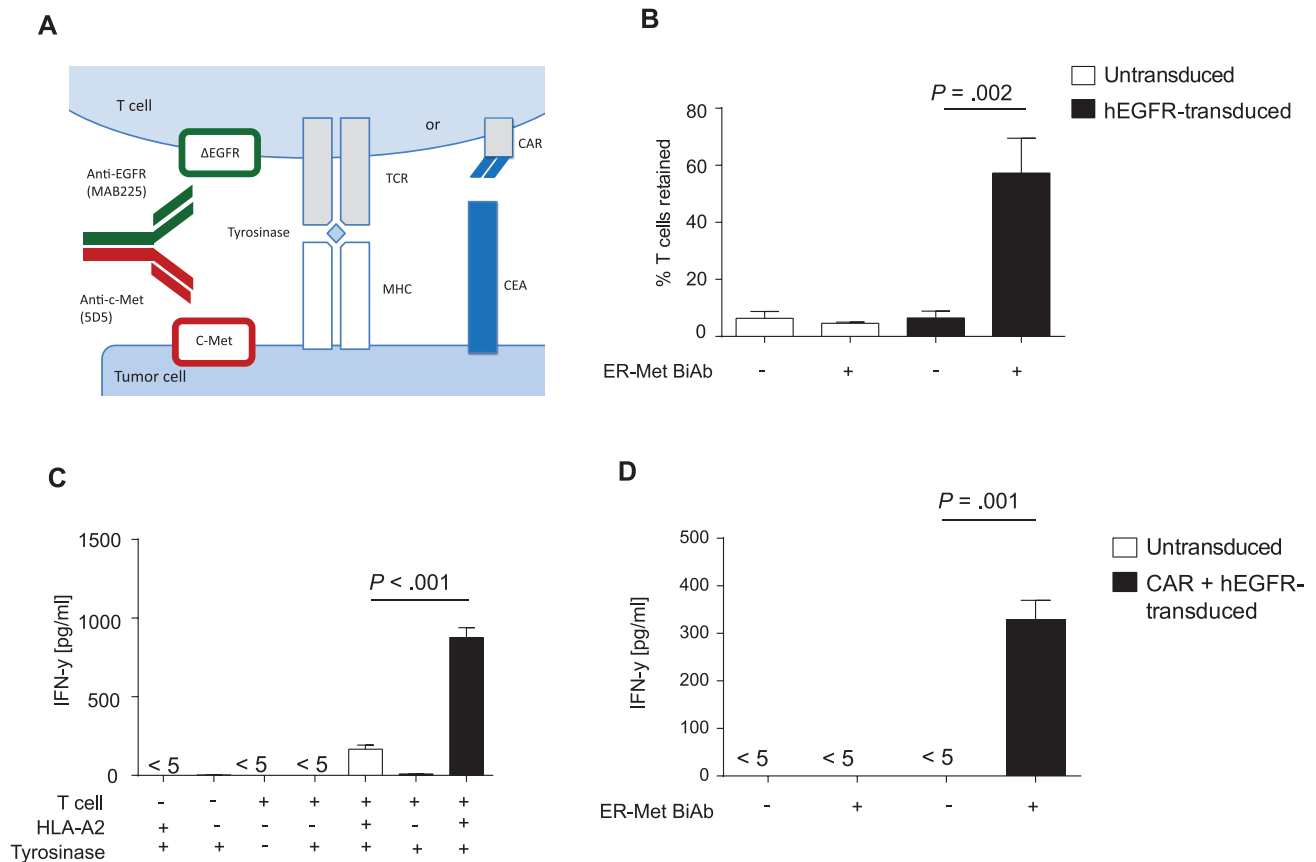 A
T cell
or
ΔEGFR
CAR
Anti-EGFR
(MAB225)
TCR
Tyrosinase
MHC
CEA
Anti-c-Met
(5D5)
C-Met
Tumor cell
B
Untransduced
hEGFR-transduced
P = .002
80
60
40
20
0
% T cells retained
ER-Met BiAb - + - +
C
1500
1000
500
0
IFN-y [pg/ml]
P < .001
< 5 < 5 < 5
T cell - - + + + + +
HLA-A2 + - - - + - +
Tyrosinase + + - + + + +
D
P = .001
Untransduced
CAR + hEGFR-
transduced
500
400
300
200
100
0
IFN-y [pg/ml]
< 5 < 5 < 5
ER-Met BiAb - + - +